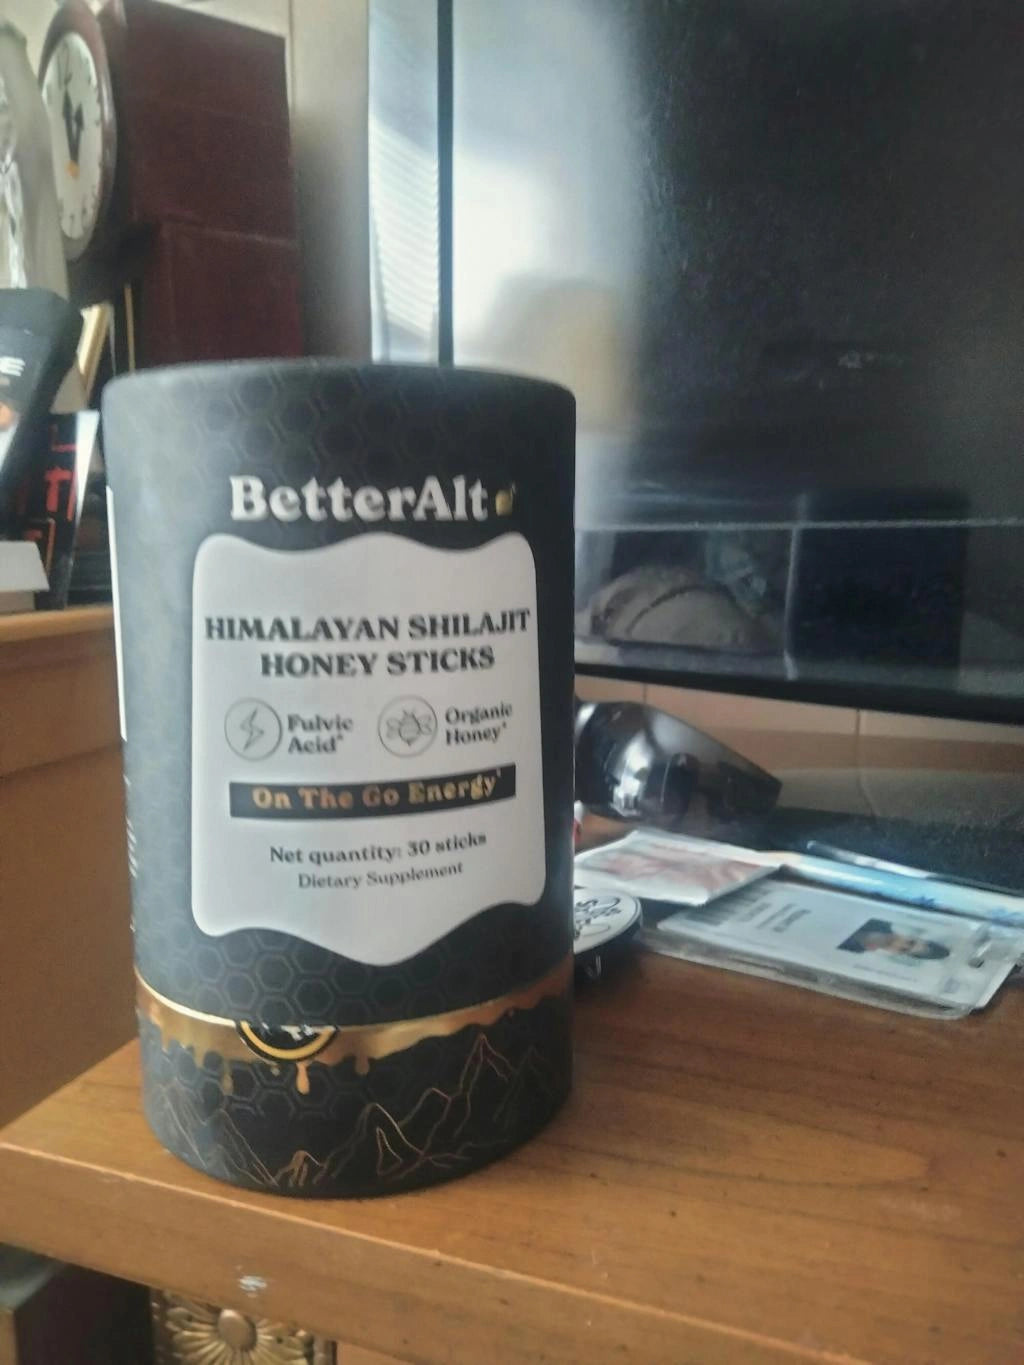 BetterAlt
HIMALAYAN SHILAJIT
HONEY STICKS
Fulvic
Acid*
Organic
Honey*
On The Go Energy*
Net quantity: 30 sticks
Dietary Supplement